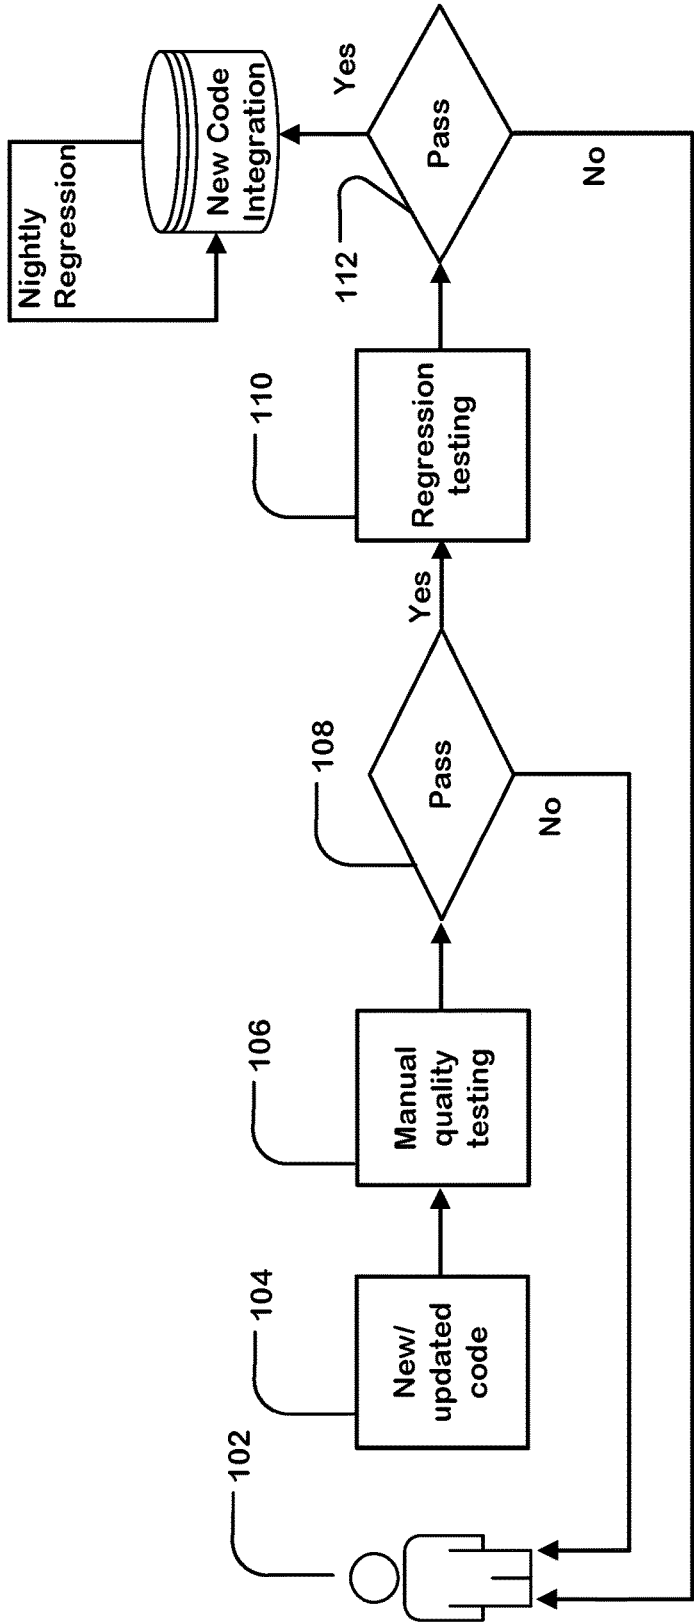 102
104
New/
updated
code
106
Manual
quality
testing
108
Pass
No
Yes
110
Regression
testing
112
Pass
Yes
No
New Code
Integration
Nightly
Regression